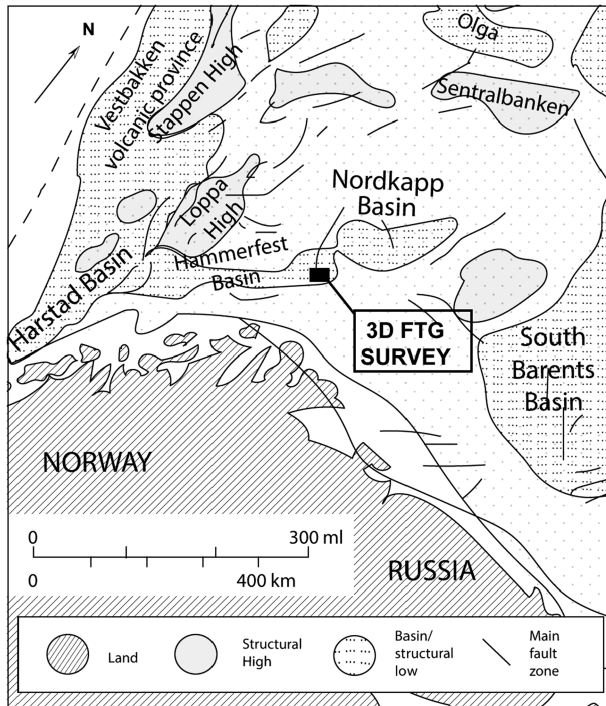 N
Vestbakken
volcanic province
Stappen High
Olga
Sentralbanken
Loppa
High
Nordkapp
Basin
Hammerfest
Basin
Harstad Basin
3D FTG
SURVEY
South
Barents
Basin
NORWAY
RUSSIA
0 300 ml
0 400 km
Land
Structural
High
Basin/
structural
low
Main
fault
zone